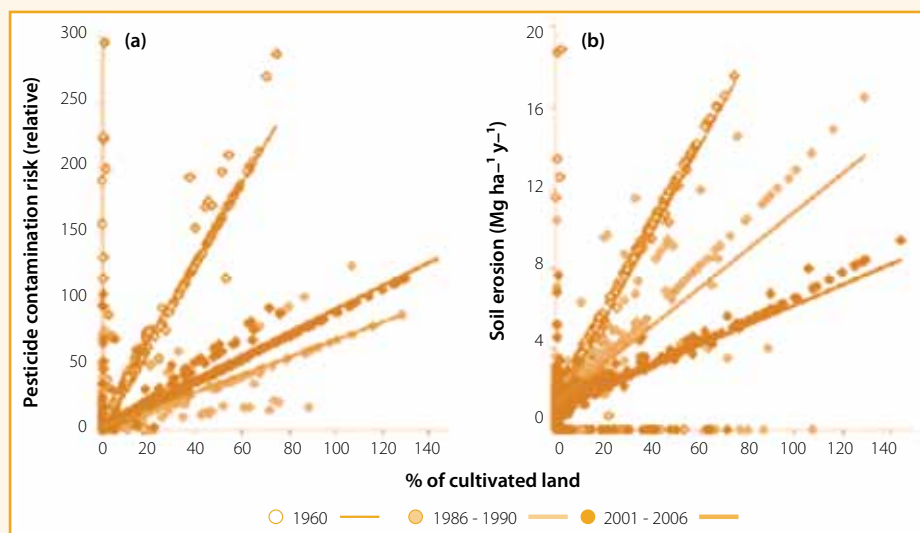 (a)
(b)
Pesticide contamination risk (relative)
300
250
200
150
100
50
0
0 20 40 60 80 100 120 140
Soil erosion (Mg ha–¹ y–¹)
20
16
12
8
4
0
0 20 40 60 80 100 120 140
% of cultivated land
1960 1986 - 1990 2001 - 2006